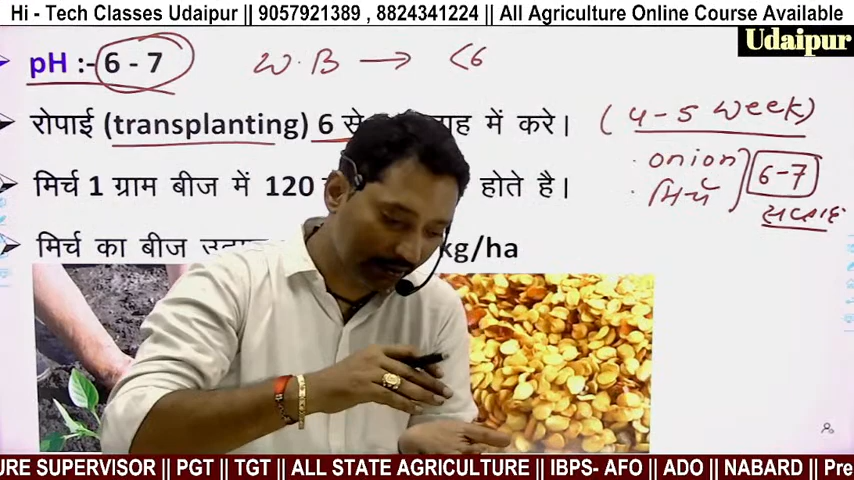 Hi - Tech Classes Udaipur || 9057921389 , 8824341224 || All Agriculture Online Course Available
Udaipur
pH :- 6 - 7 W.B → <6
रोपाई (transplanting) 6 से ह में करे। (4-5 week)
onion 6-7
मिर्च 1 ग्राम बीज में 120 होते है।
मिर्च
सप्ताह
मिर्च का बीज kg/ha
URE SUPERVISOR || PGT || TGT || ALL STATE AGRICULTURE || IBPS- AFO || ADO || NABARD || Pre